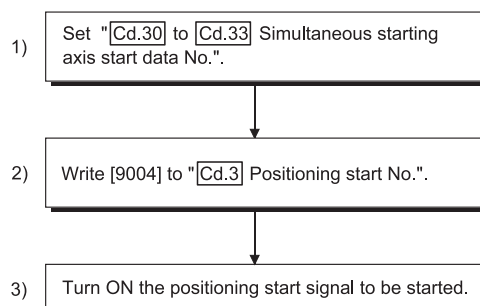 1)
Set "Cd.30 to Cd.33 Simultaneous starting
axis start data No.".
2)
Write [9004] to "Cd.3 Positioning start No.".
3)
Turn ON the positioning start signal to be started.